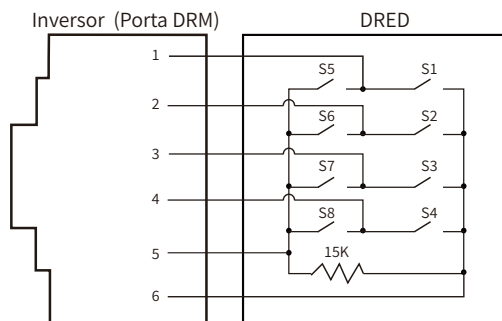 Inversor (Porta DRM) DRED
1
S5 S1
2
S6 S2
3
S7 S3
4
S8 S4
5
15K
6